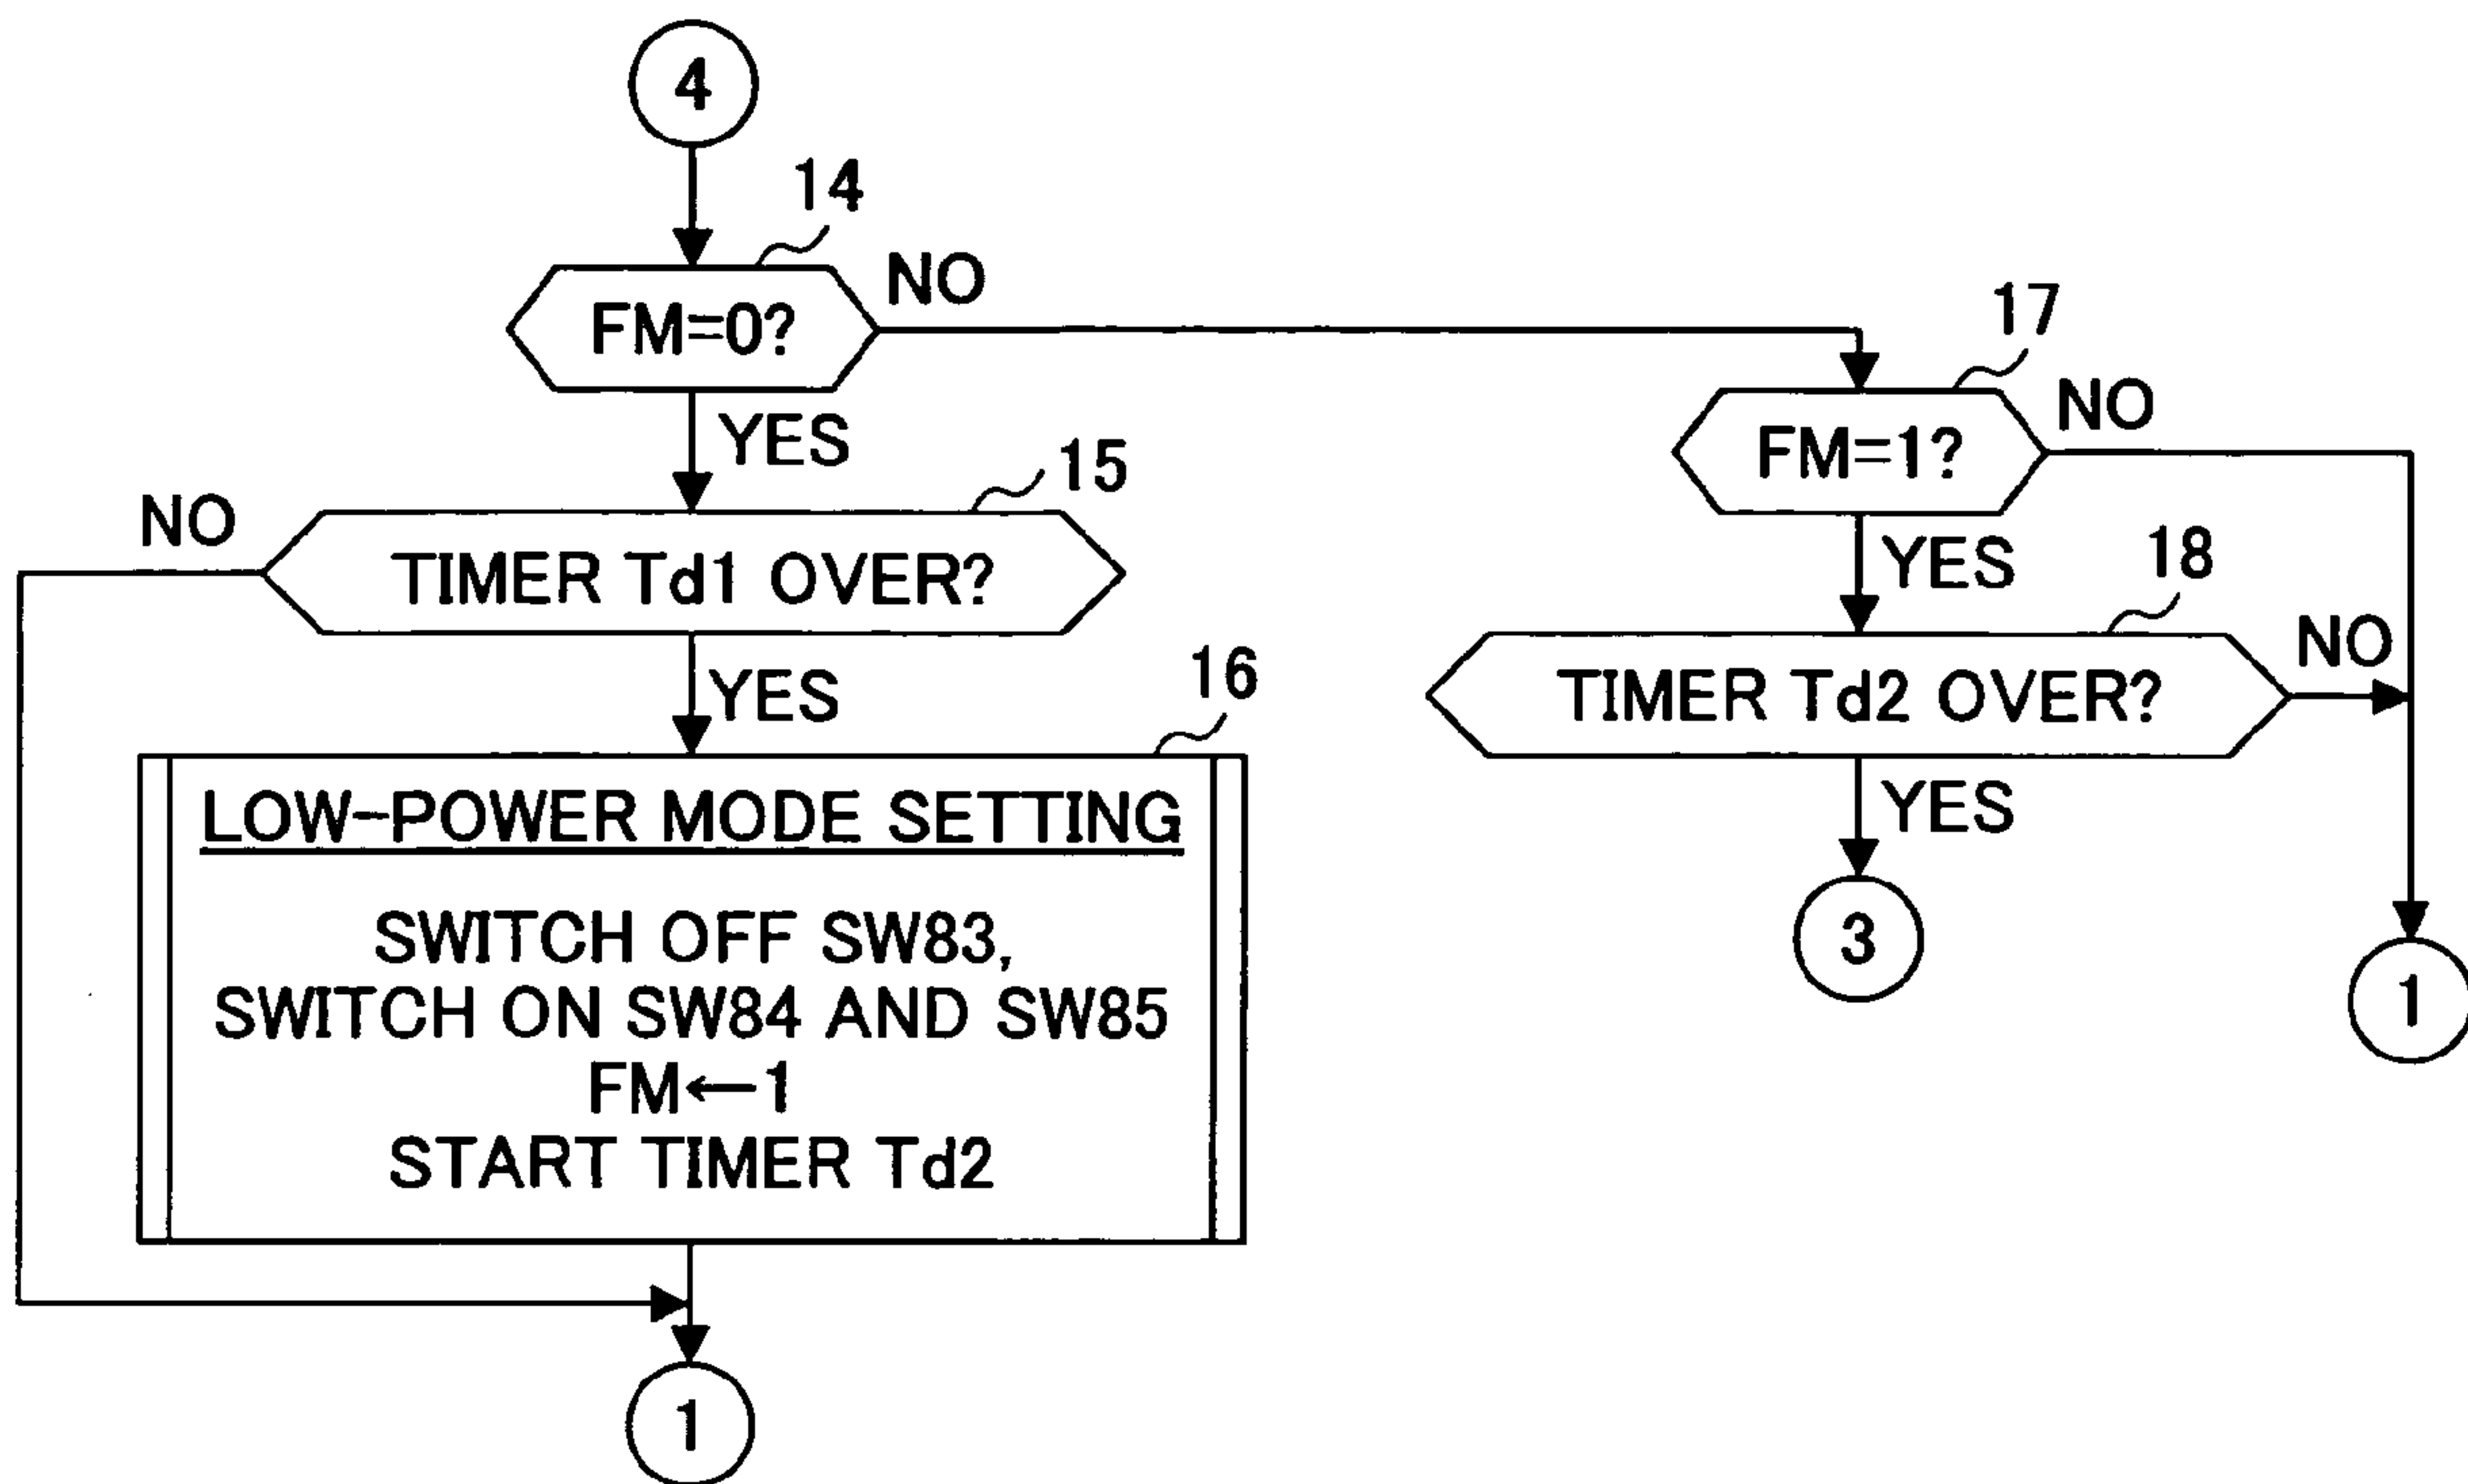 4
14
FM=0?
NO
YES
15
NO
TIMER Td1 OVER?
YES
16
LOW-POWER MODE SETTING
SWITCH OFF SW83,
SWITCH ON SW84 AND SW85
FM←1
START TIMER Td2
1
17
FM=1?
NO
YES
18
TIMER Td2 OVER?
NO
YES
3
1